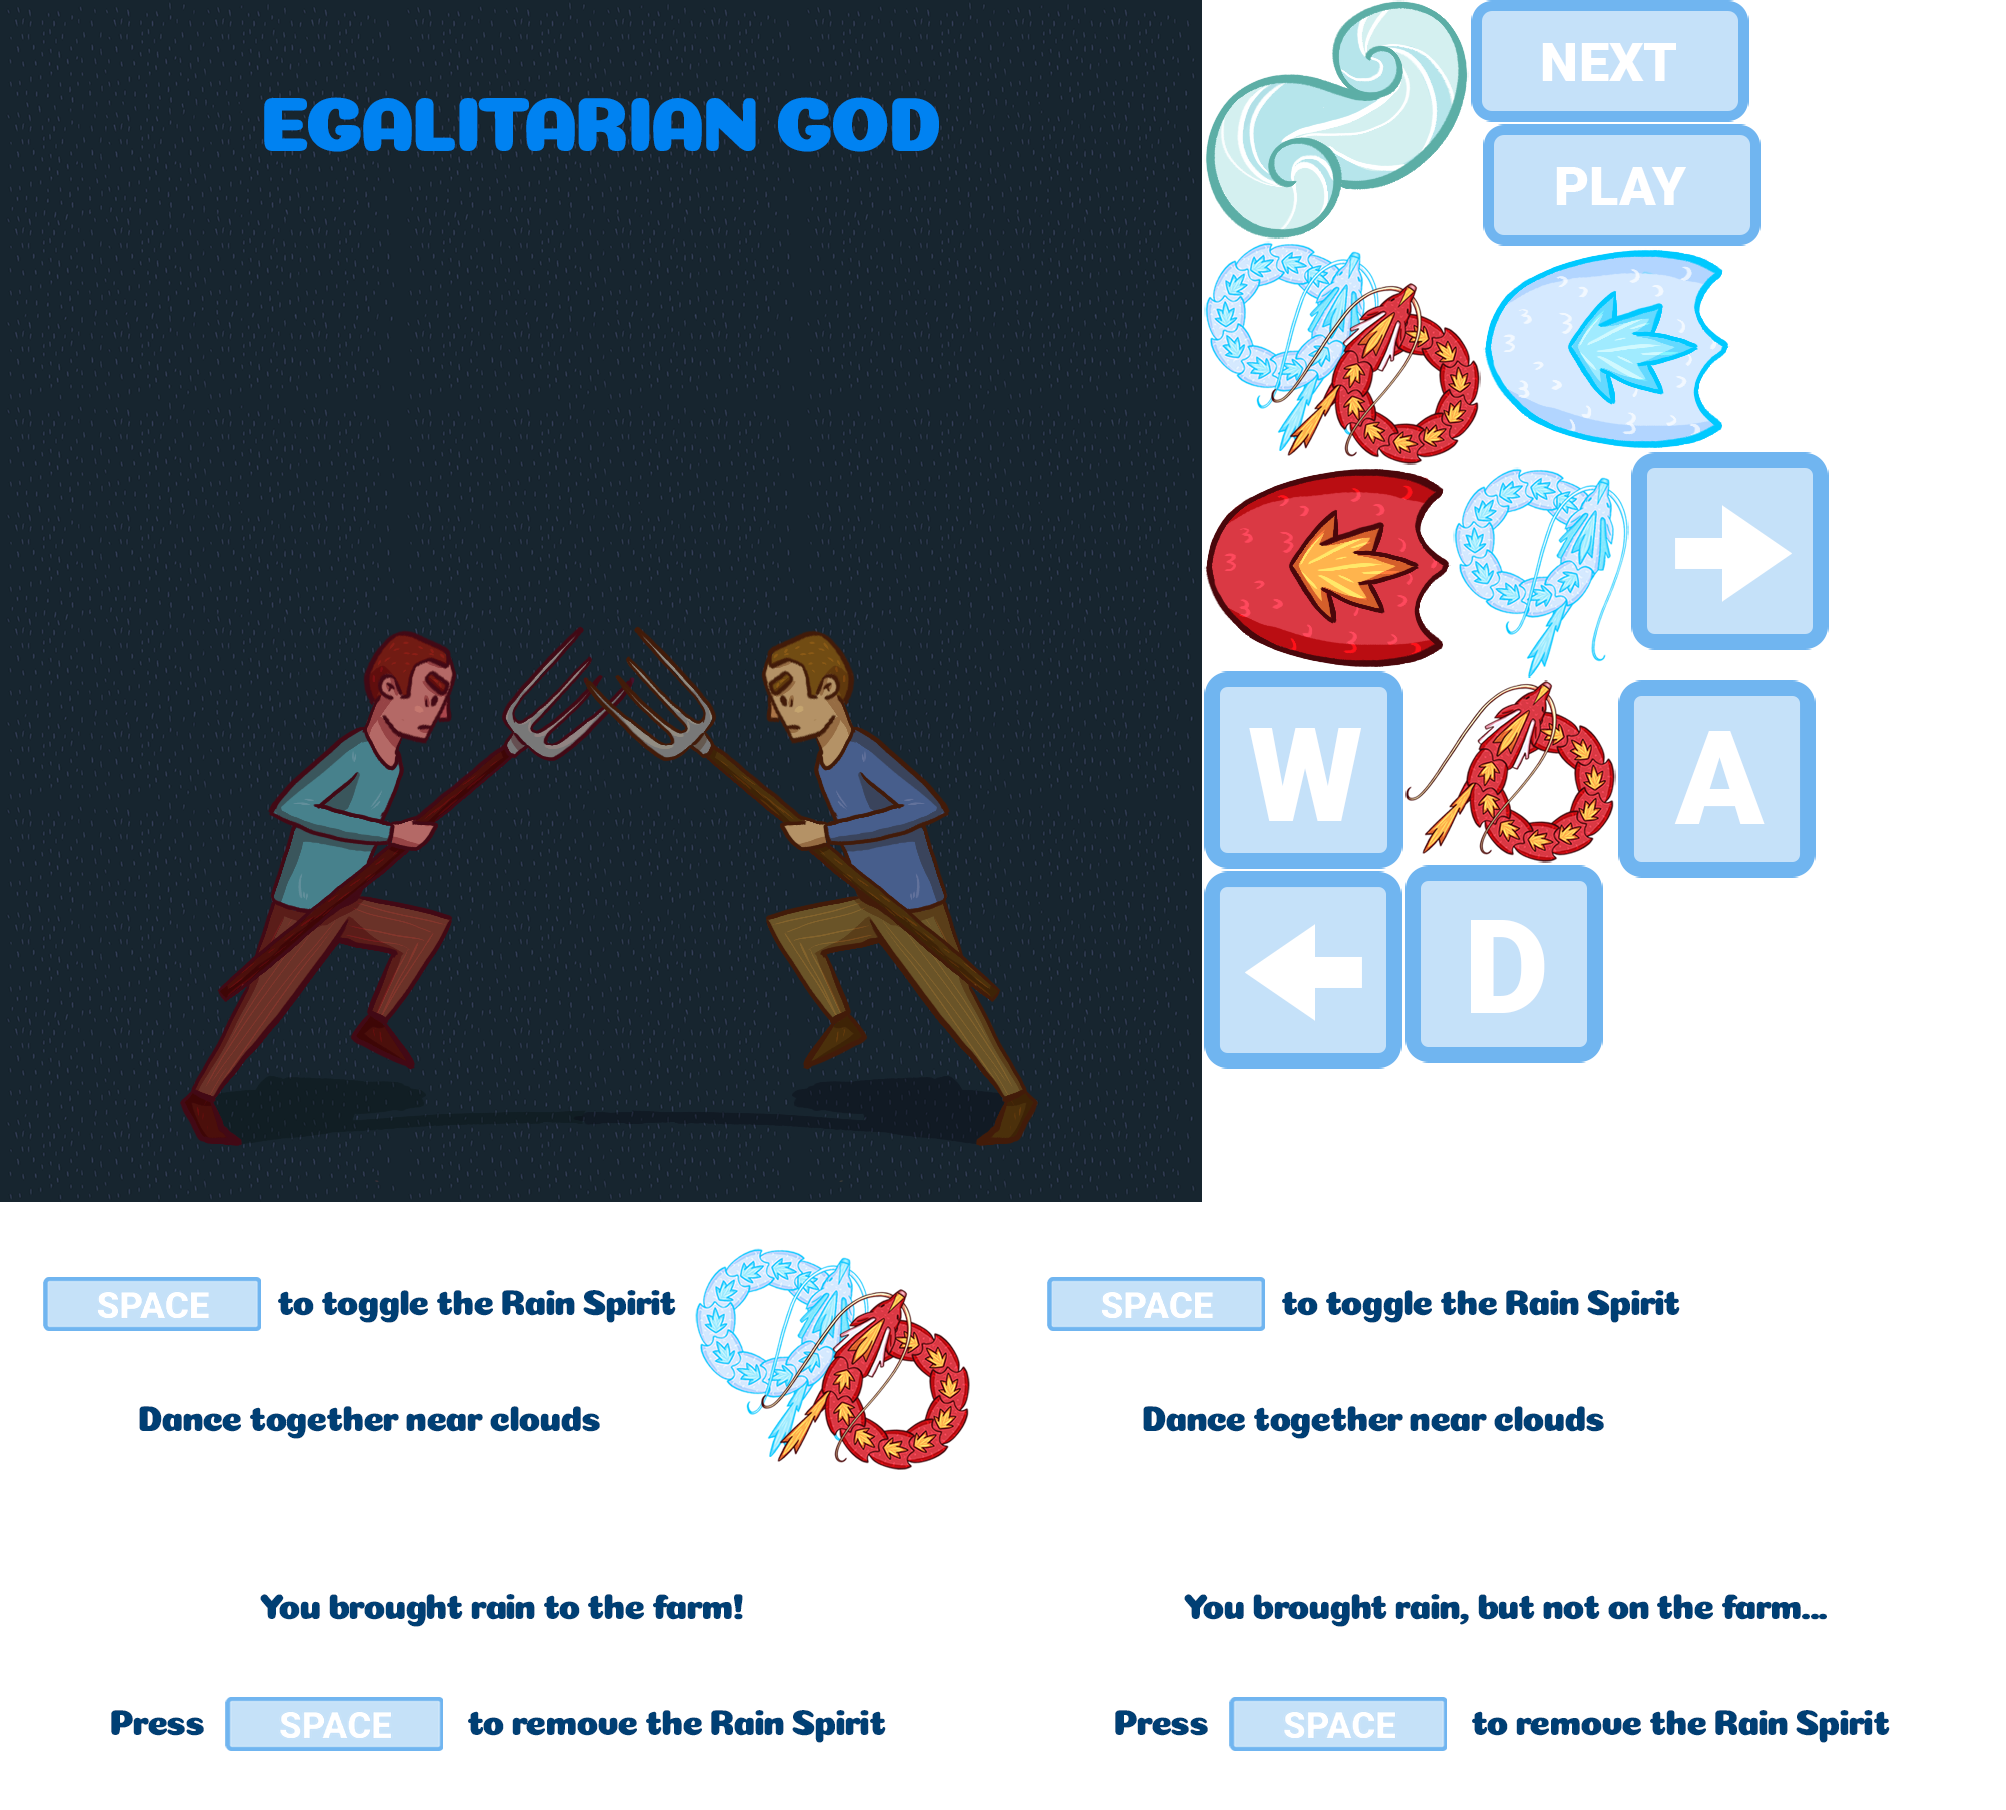 EGALITARIAN GOD
NEXT
PLAY
W
A
D
SPACE to toggle the Rain Spirit
Dance together near clouds
SPACE to toggle the Rain Spirit
Dance together near clouds
You brought rain to the farm!
Press SPACE to remove the Rain Spirit
You brought rain, but not on the farm...
Press SPACE to remove the Rain Spirit